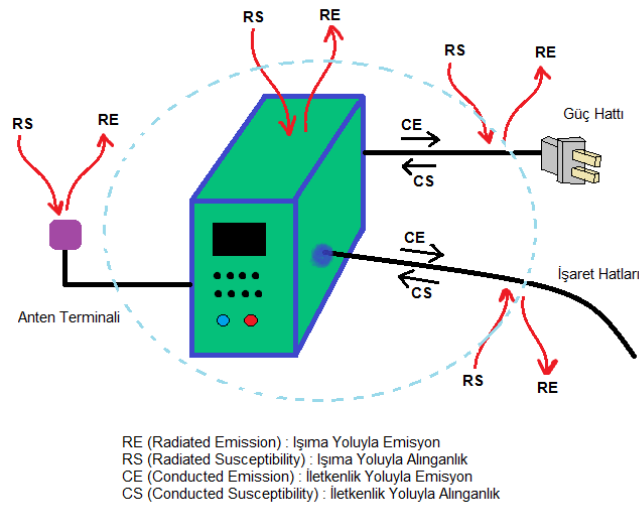 RS
RE
RS
RE
Güç Hattı
RS
RE
CE
CS
CE
CS
İşaret Hatları
Anten Terminali
RS
RE
RE (Radiated Emission) : Işıma Yoluyla Emisyon
RS (Radiated Susceptibility) : Işıma Yoluyla Alınganlık
CE (Conducted Emission) : İletkenlik Yoluyla Emisyon
CS (Conducted Susceptibility) : İletkenlik Yoluyla Alınganlık